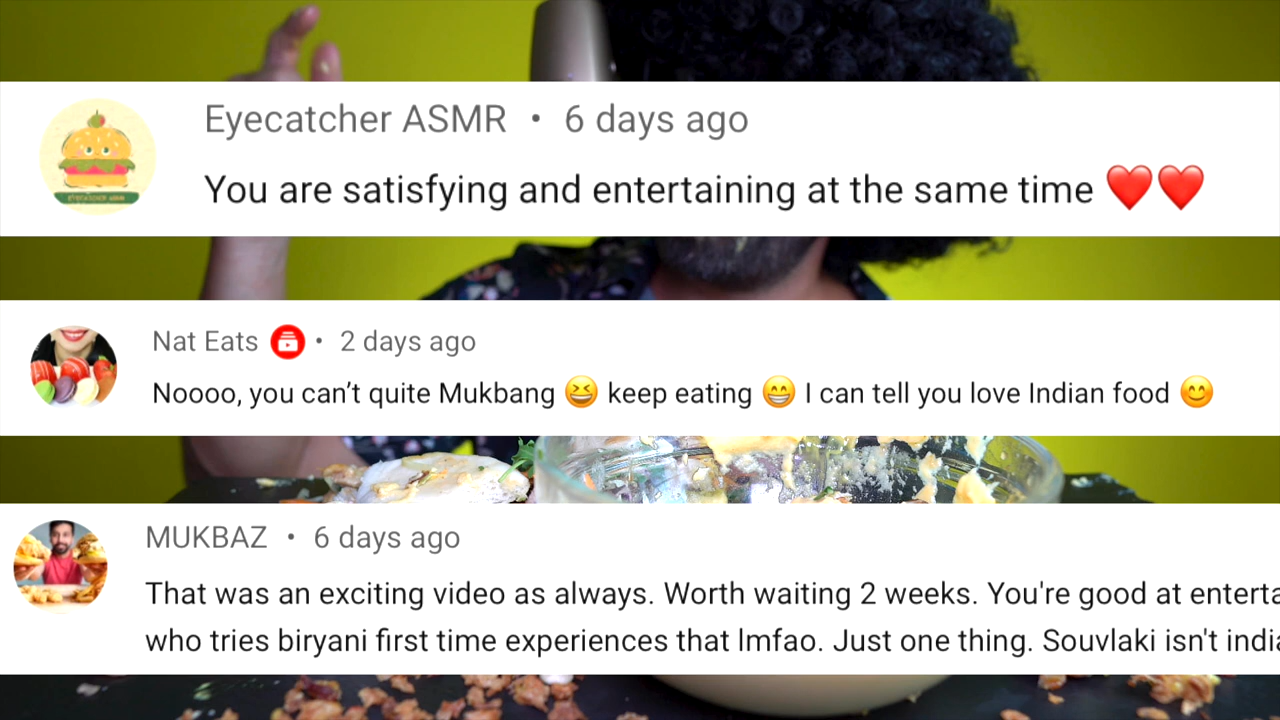 Eyecatcher ASMR • 6 days ago
You are satisfying and entertaining at the same time ❤️❤️
Nat Eats • 2 days ago
Noooo, you can’t quite Mukbang 😆 keep eating 😁 I can tell you love Indian food 😊
MUKBAZ • 6 days ago
That was an exciting video as always. Worth waiting 2 weeks. You're good at
who tries biryani first time experiences that lmfao. Just one thing. Souvlaki isn't